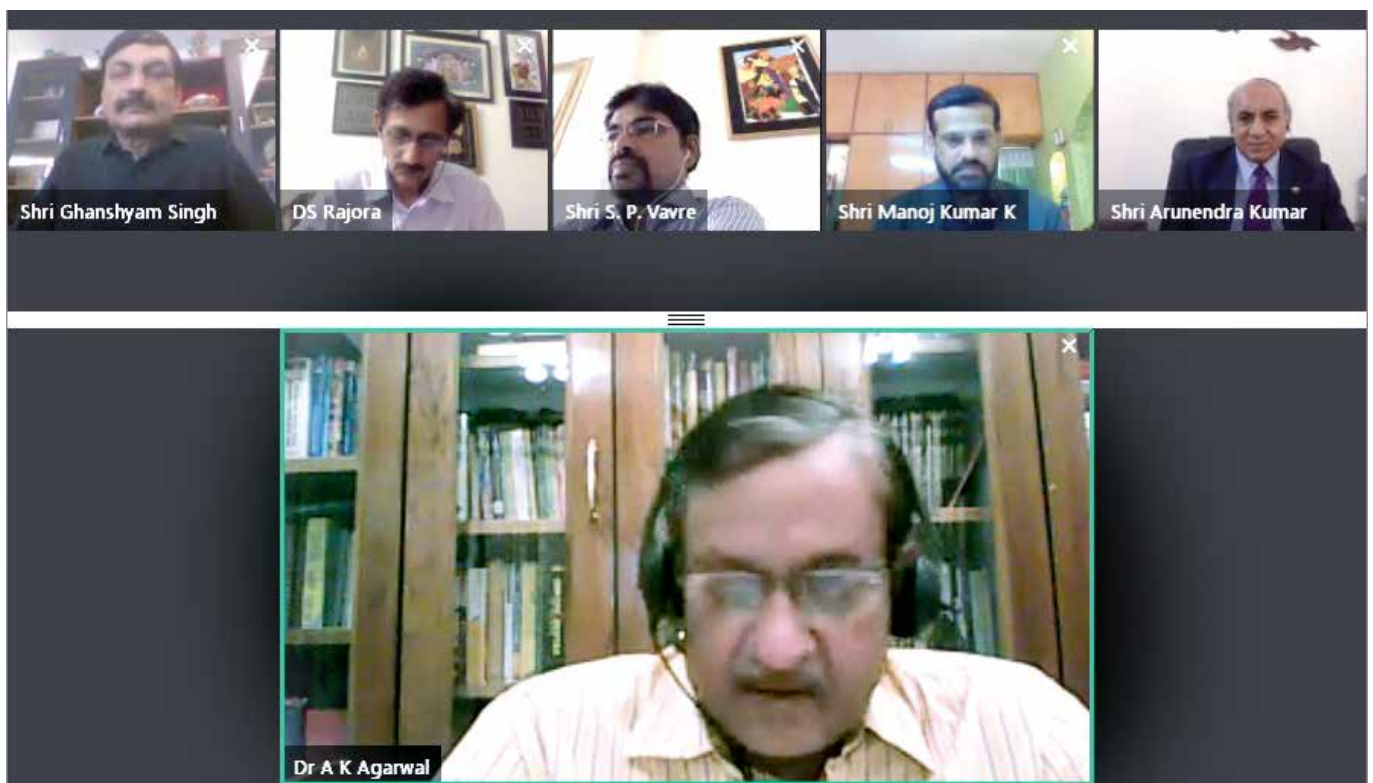 Shri Ghanshyam Singh
DS Rajora
Shri S. P. Vavre
Shri Manoj Kumar K
Shri Arunendra Kumar
Dr A K Agarwal